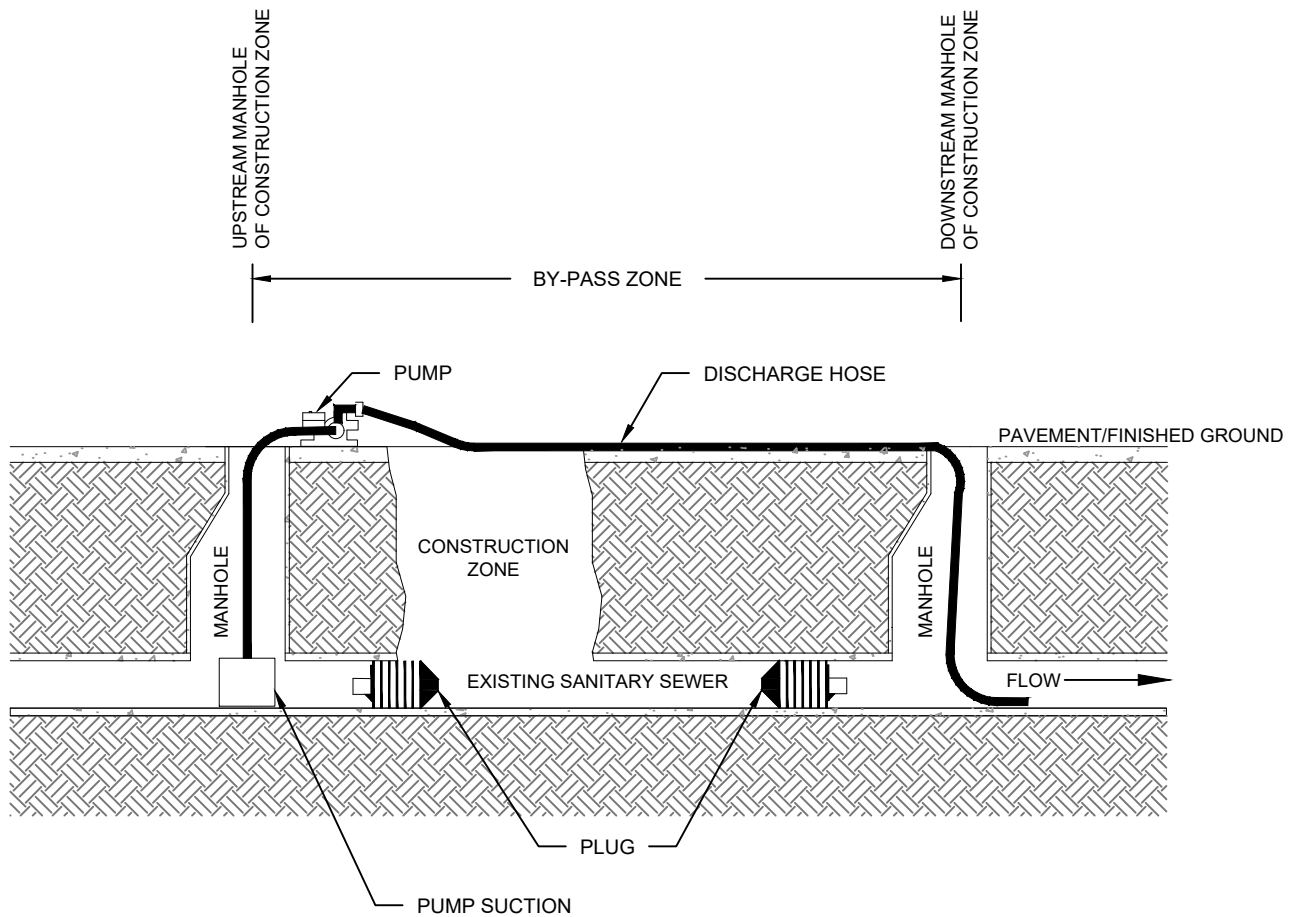 UPSTREAM MANHOLE
OF CONSTRUCTION ZONE
DOWNSTREAM MANHOLE
OF CONSTRUCTION ZONE
BY-PASS ZONE
PUMP
DISCHARGE HOSE
PAVEMENT/FINISHED GROUND
CONSTRUCTION
ZONE
MANHOLE
MANHOLE
EXISTING SANITARY SEWER
FLOW
PLUG
PUMP SUCTION